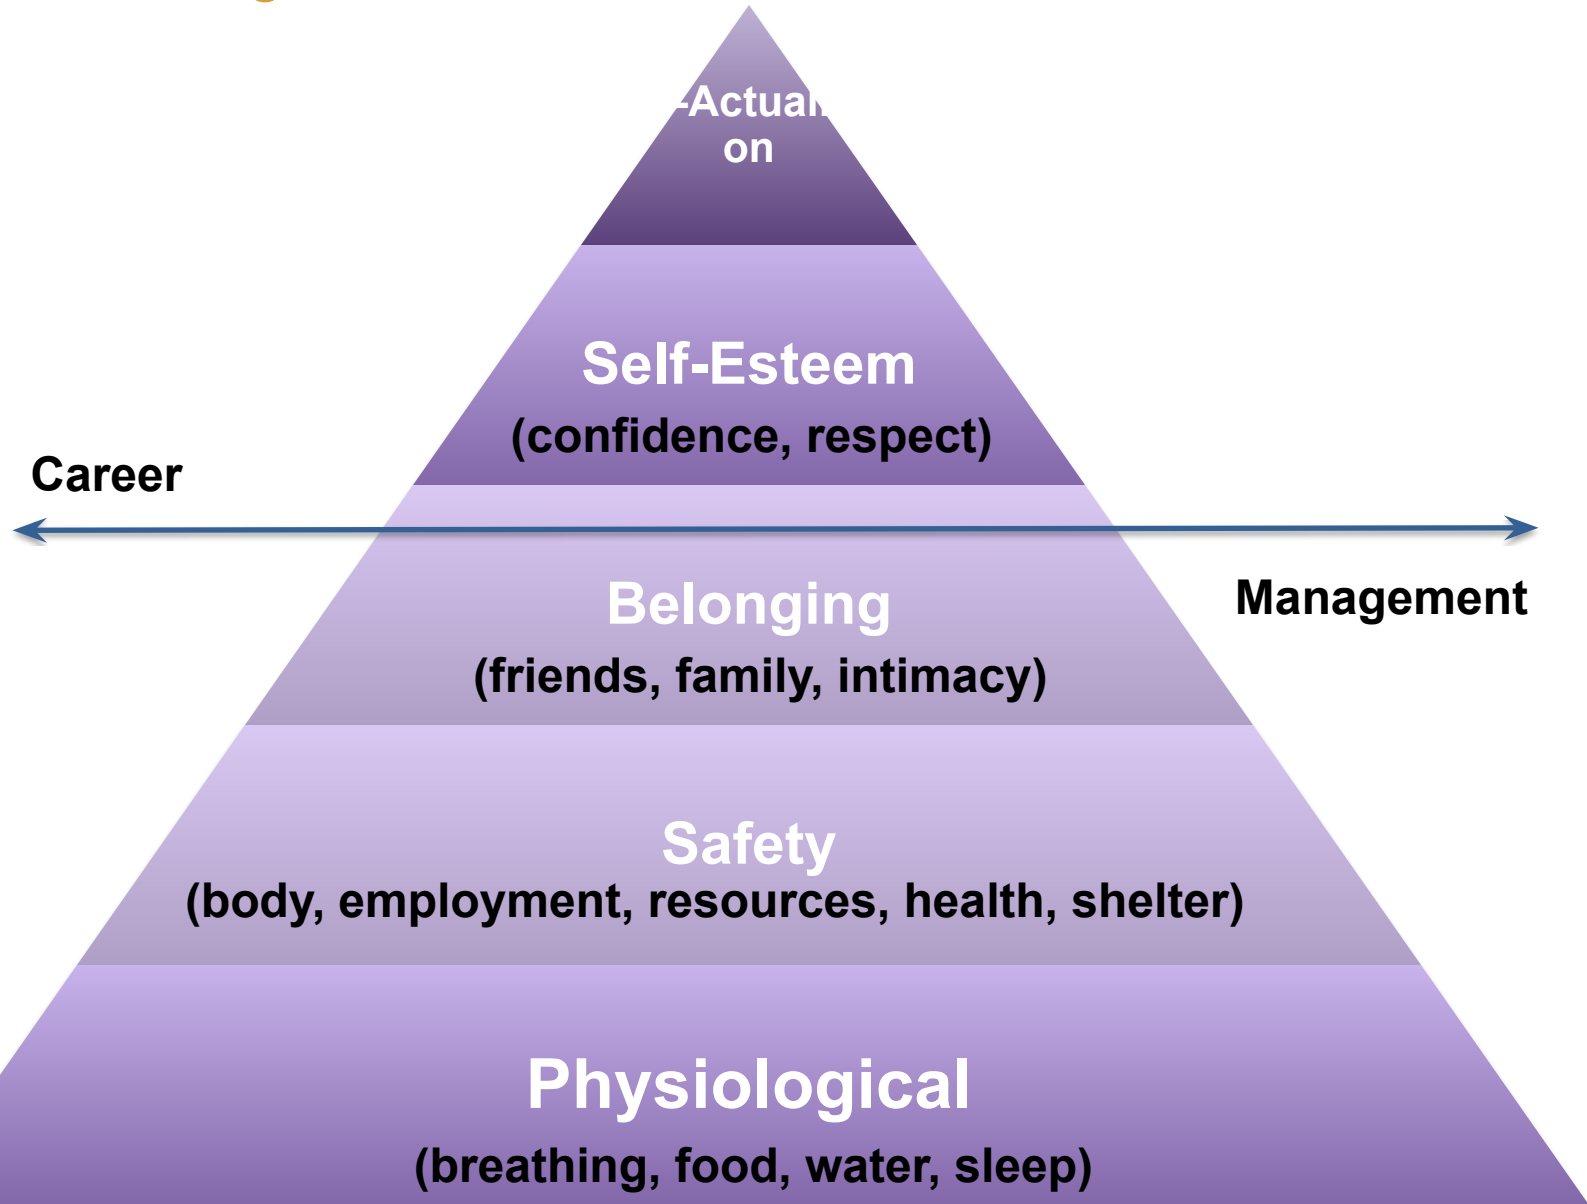 -Actuali
on
Self-Esteem
(confidence, respect)
Career
Belonging
Management
(friends, family, intimacy)
Safety
(body, employment, resources, health, shelter)
Physiological
(breathing, food, water, sleep)